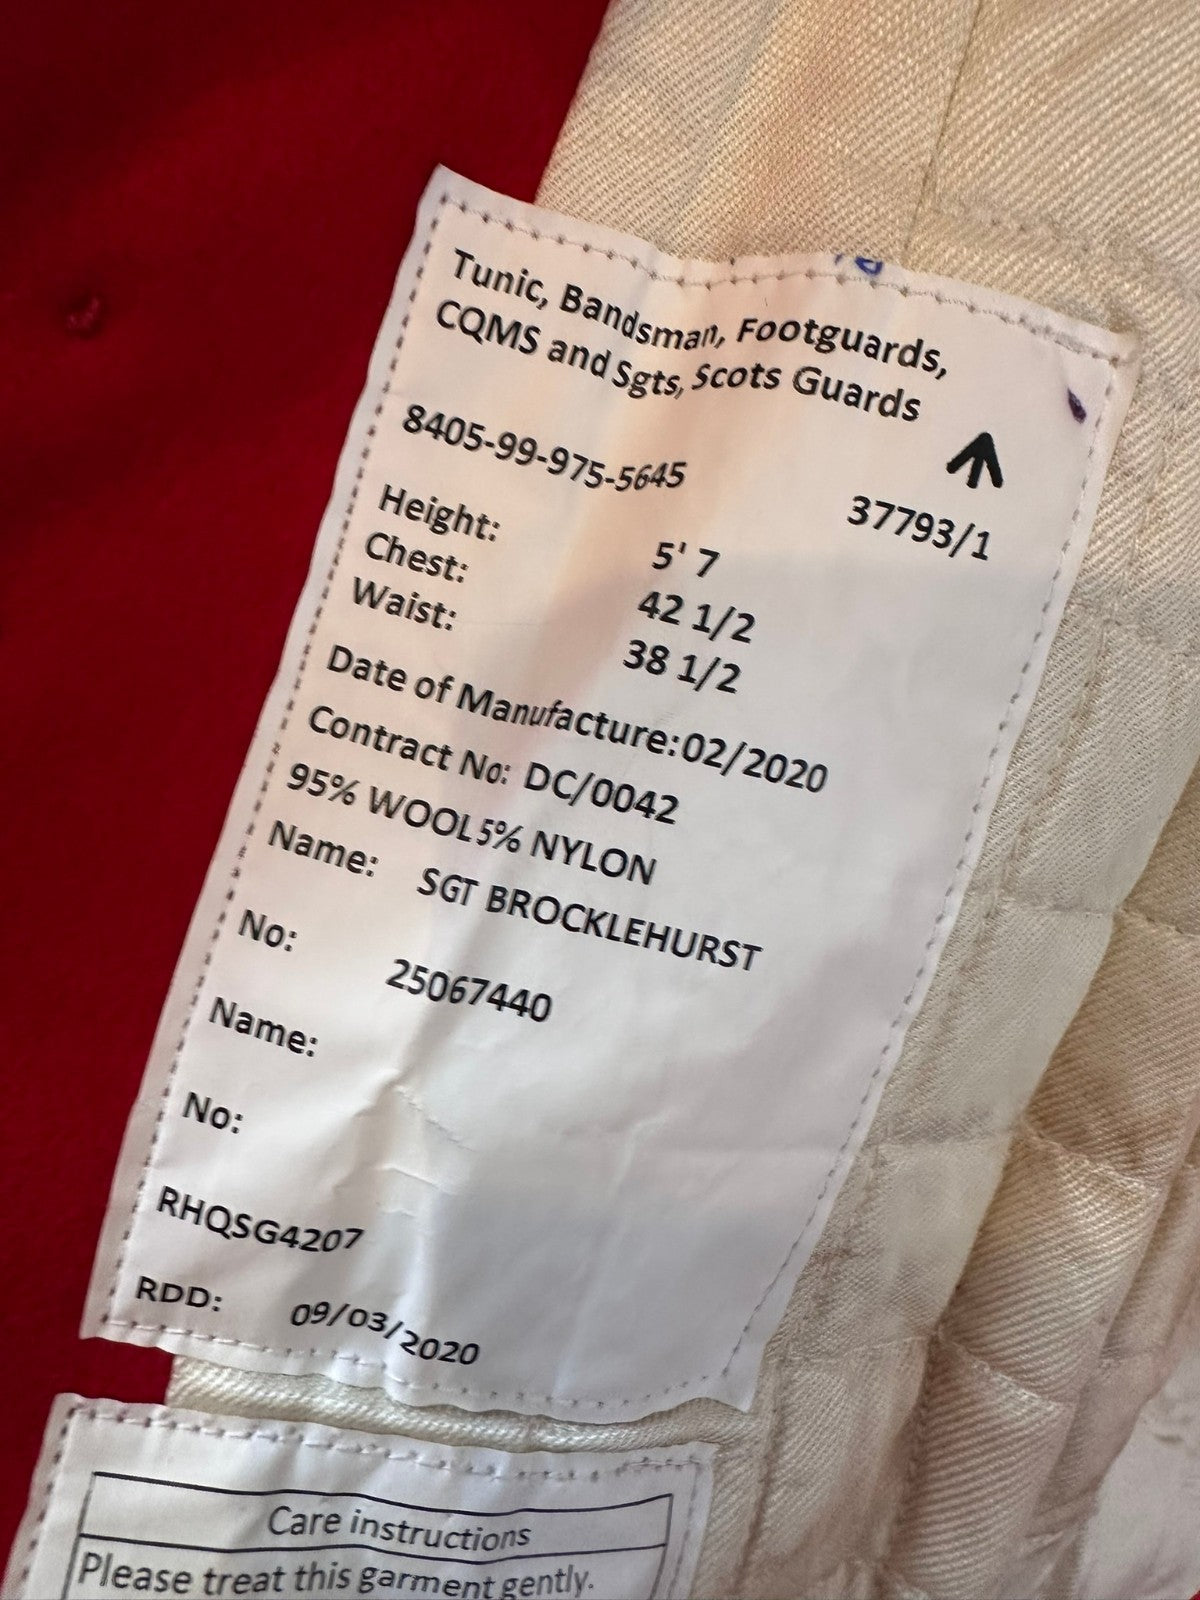 Tunic, Bandsman, Footguards,
CQMS and Sgts, Scots Guards
8405-99-975-5645
37793/1
Height: 5' 7
Chest: 42 1/2
Waist: 38 1/2
Date of Manufacture: 02/2020
Contract No: DC/0042
95% WOOL 5% NYLON
Name: SGT BROCKLEHURST
No: 25067440
Name:
No:
RHQSG4207
RDD: 09/03/2020
Care instructions
Please treat this garment gently.